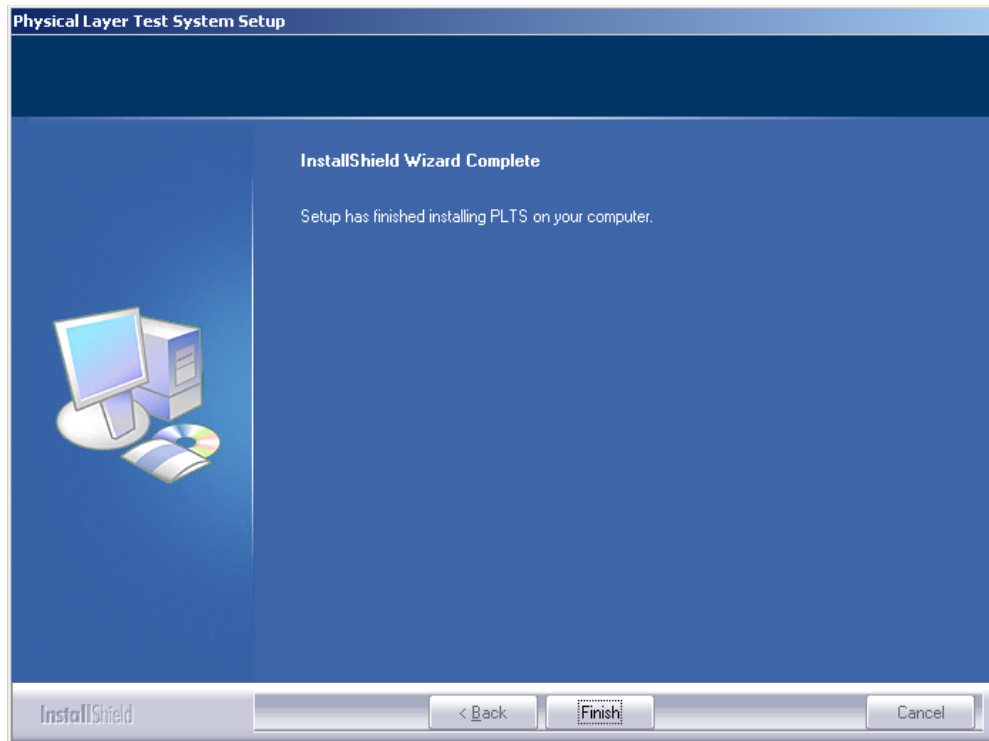 Physical Layer Test System Setup
InstallShield Wizard Complete
Setup has finished installing PLTS on your computer.
InstallShield
< Back
Finish
Cancel